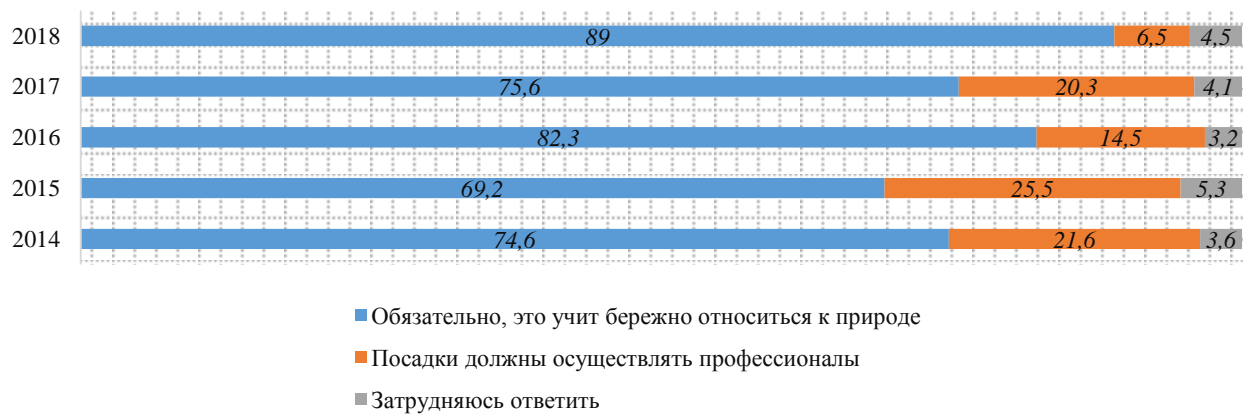 2018 89 6,5 4,5
2017 75,6 20,3 4,1
2016 82,3 14,5 3,2
2015 69,2 25,5 5,3
2014 74,6 21,6 3,6
Обязательно, это учит бережно относиться к природе
Посадки должны осуществлять профессионалы
Затрудняюсь ответить